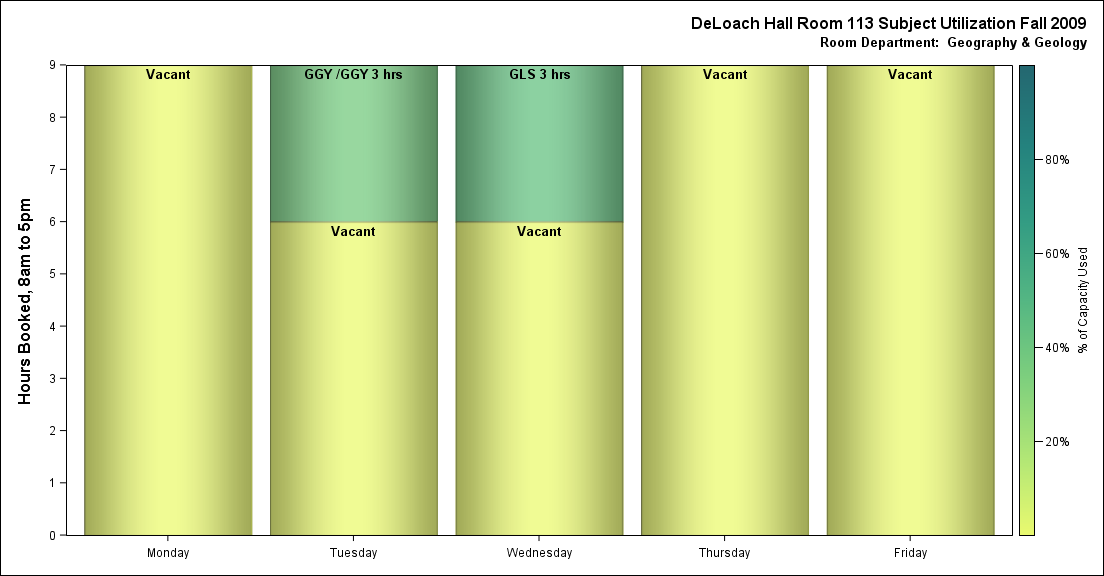 DeLoach Hall Room 113 Subject Utilization Fall 2009
Room Department:  Geography & Geology
Hours Booked, 8am to 5pm
9
8
7
6
5
4
3
2
1
0
Vacant
GGY /GGY 3 hrs
GLS 3 hrs
Vacant
Vacant
Vacant
Vacant
Monday
Tuesday
Wednesday
Thursday
Friday
80%
60%
40%
20%
% of Capacity Used